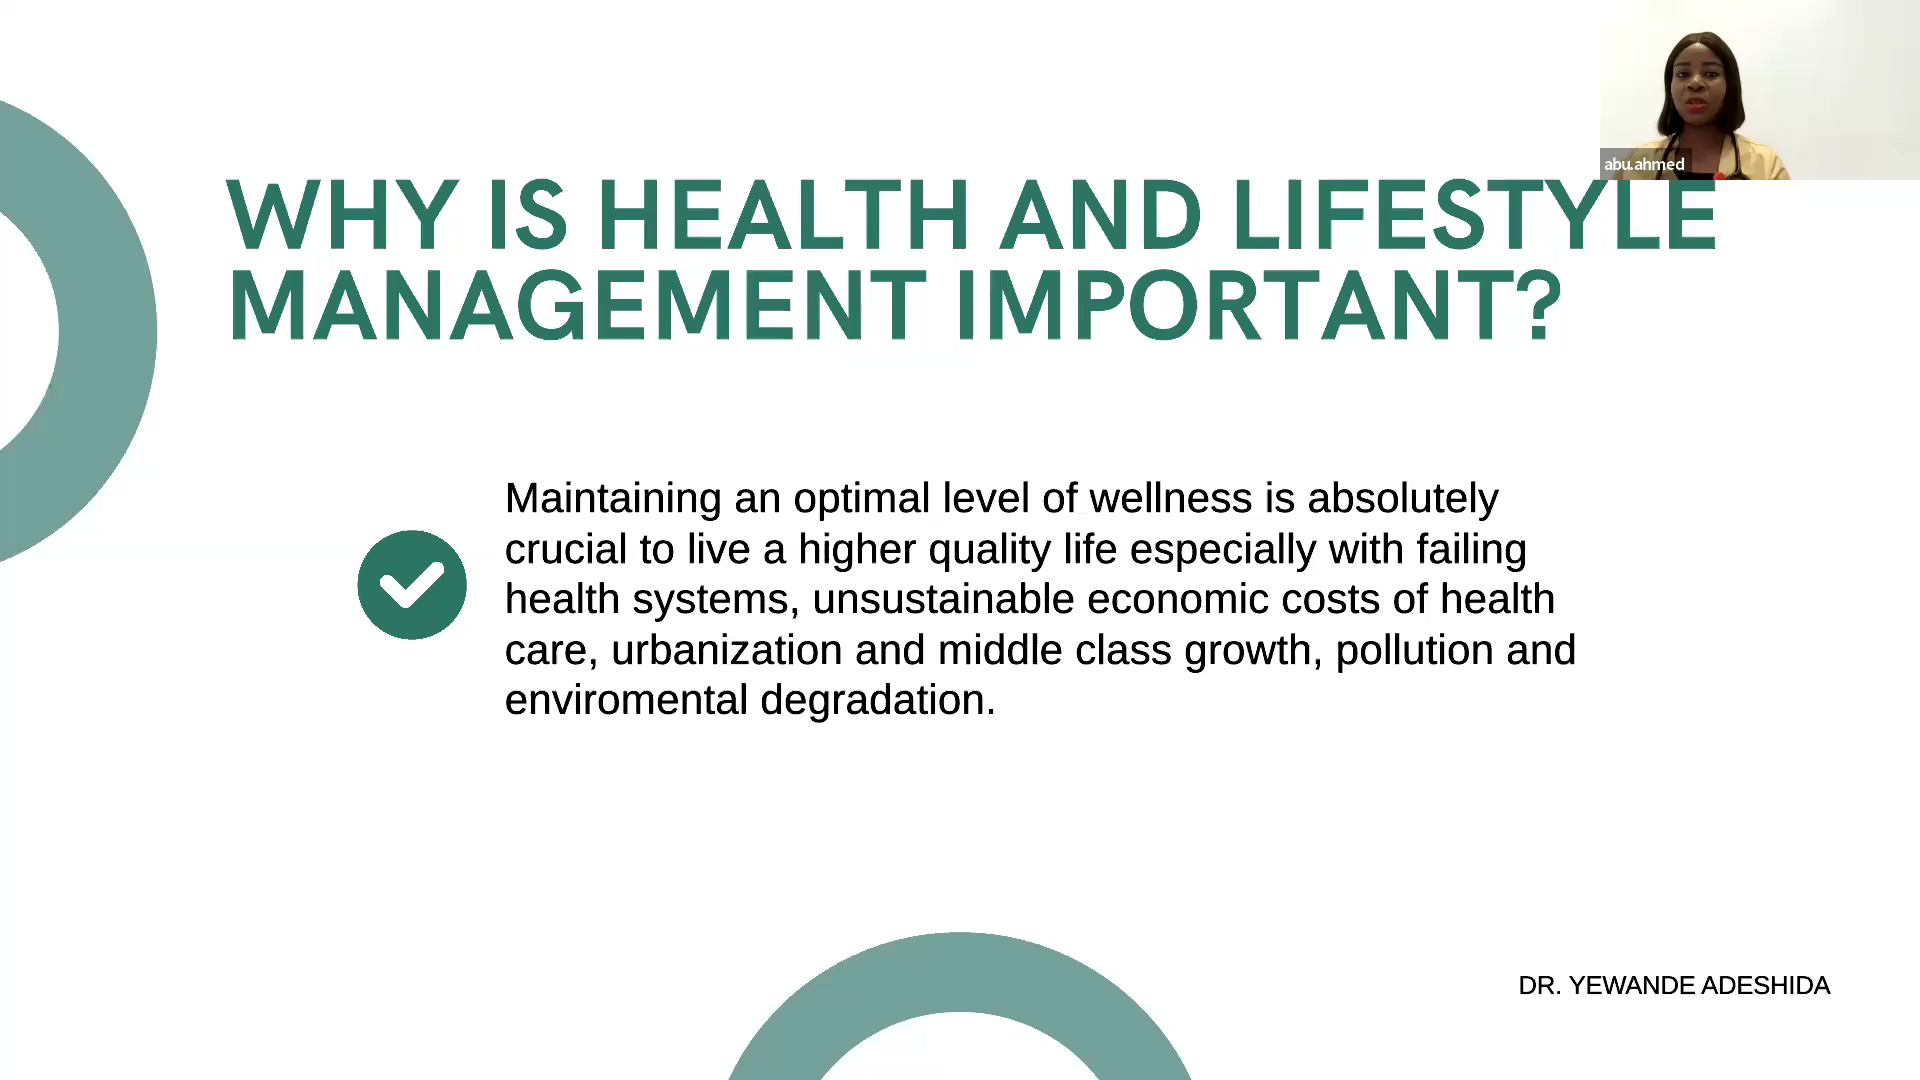 abu.ahmed
WHY IS HEALTH AND LIFESTYLE
MANAGEMENT IMPORTANT?
Maintaining an optimal level of wellness is absolutely
crucial to live a higher quality life especially with failing
health systems, unsustainable economic costs of health
care, urbanization and middle class growth, pollution and
enviromental degradation.
DR. YEWANDE ADESHIDA